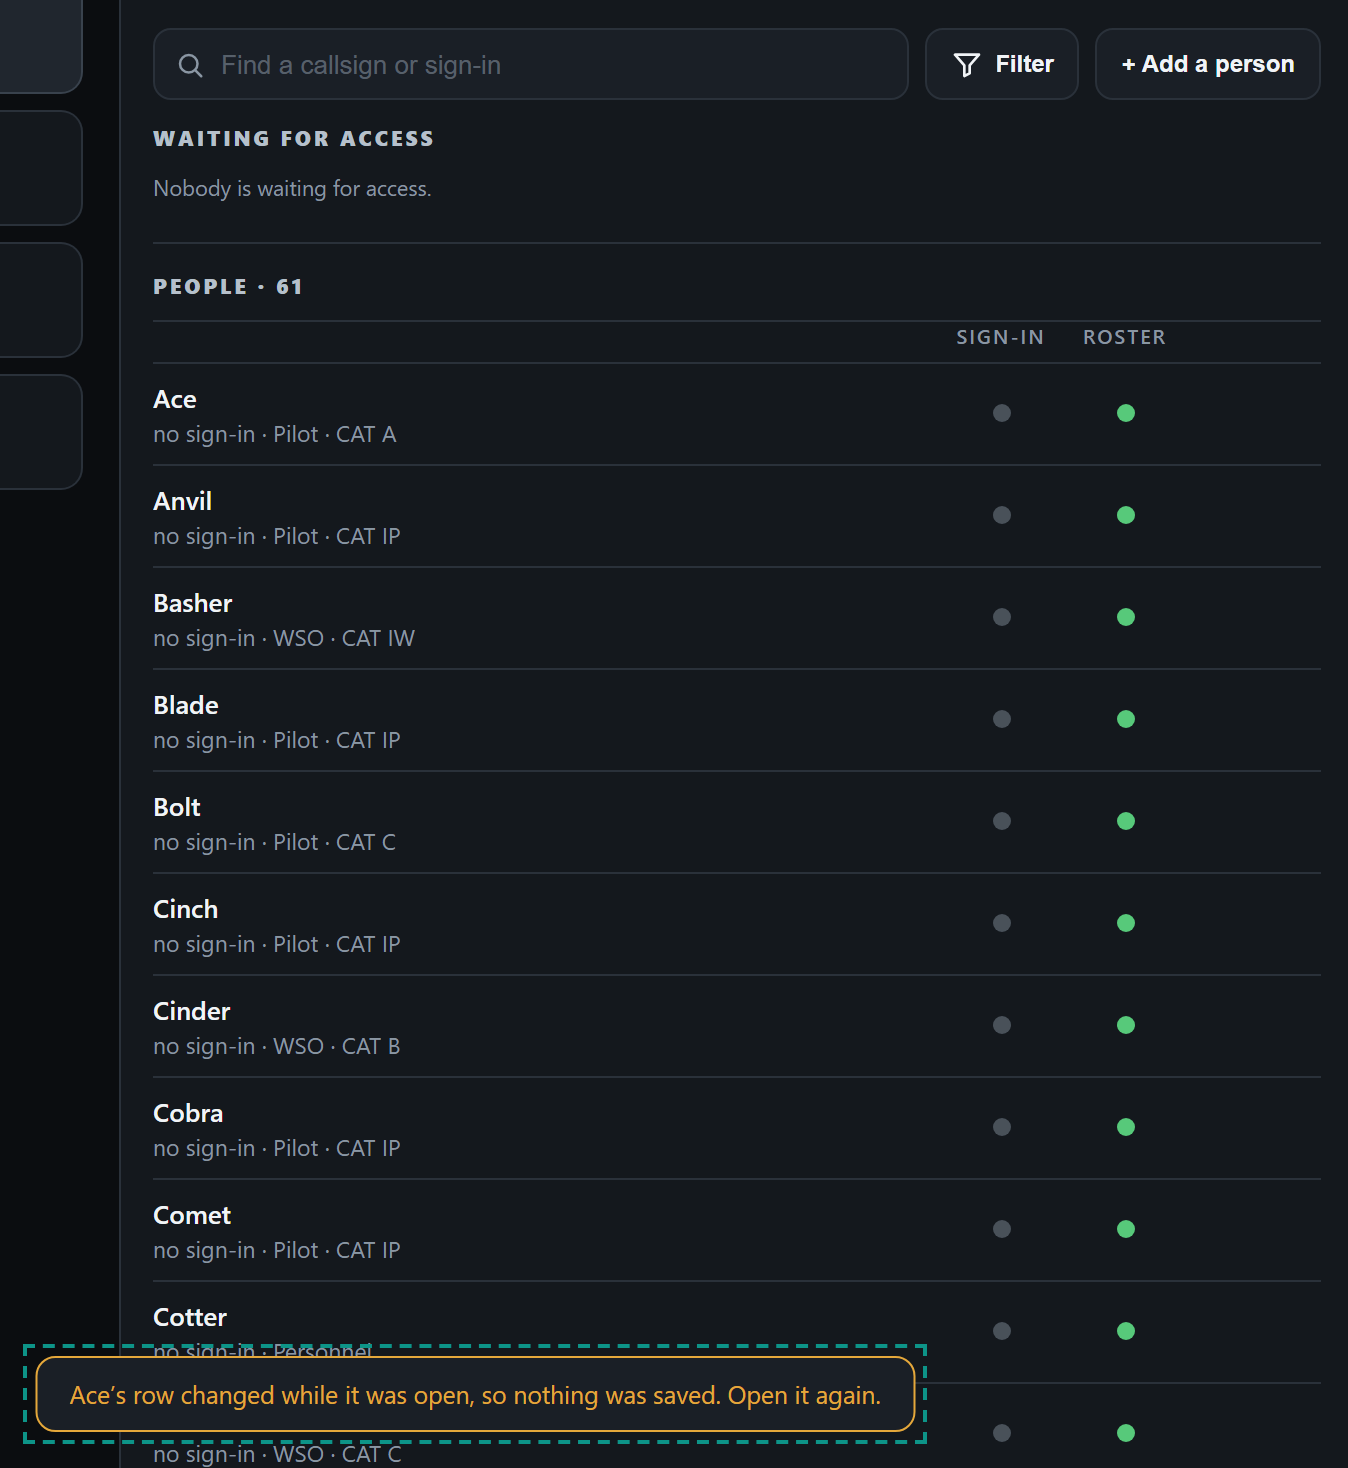 Find a callsign or sign-in
Filter
+ Add a person
WAITING FOR ACCESS
Nobody is waiting for access.
PEOPLE · 61
SIGN-IN ROSTER
Ace
no sign-in · Pilot · CAT A
Anvil
no sign-in · Pilot · CAT IP
Basher
no sign-in · WSO · CAT IW
Blade
no sign-in · Pilot · CAT IP
Bolt
no sign-in · Pilot · CAT C
Cinch
no sign-in · Pilot · CAT IP
Cinder
no sign-in · WSO · CAT B
Cobra
no sign-in · Pilot · CAT IP
Comet
no sign-in · Pilot · CAT IP
Cotter
no sign-in · Personnel
Ace’s row changed while it was open, so nothing was saved. Open it again.
no sign-in · WSO · CAT C